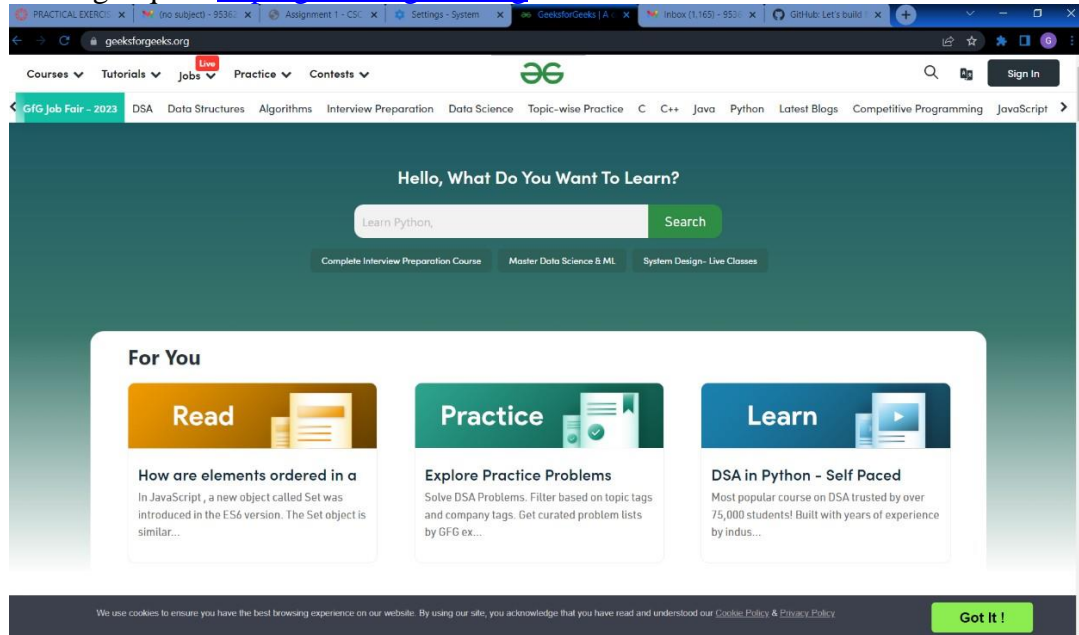 PRACTICAL EXERCIS
(no subject) - 9536
Assignment 1 - CSC
Settings - System
GeeksforGeeks | A c
Inbox (1,165) - 953
GitHub: Let's build
geeksforgeeks.org
G
Live
Courses Tutorials Jobs Practice Contests
Sign In
GfG Job Fair - 2023 DSA Data Structures Algorithms Interview Preparation Data Science Topic-wise Practice C C++ Java Python Latest Blogs Competitive Programming JavaScript
Hello, What Do You Want To Learn?
Learn Python,
Search
Complete Interview Preparation Course
Master Data Science & ML
System Design- Live Classes
For You
Read
How are elements ordered in a
In JavaScript , a new object called Set was
introduced in the ES6 version. The Set object is
similar...
Practice
Explore Practice Problems
Solve DSA Problems. Filter based on topic tags
and company tags. Get curated problem lists
by GFG ex...
Learn
DSA in Python - Self Paced
Most popular course on DSA trusted by over
75,000 students! Built with years of experience
by indus...
We use cookies to ensure you have the best browsing experience on our website. By using our site, you acknowledge that you have read and understood our Cookie Policy & Privacy Policy
Got It !